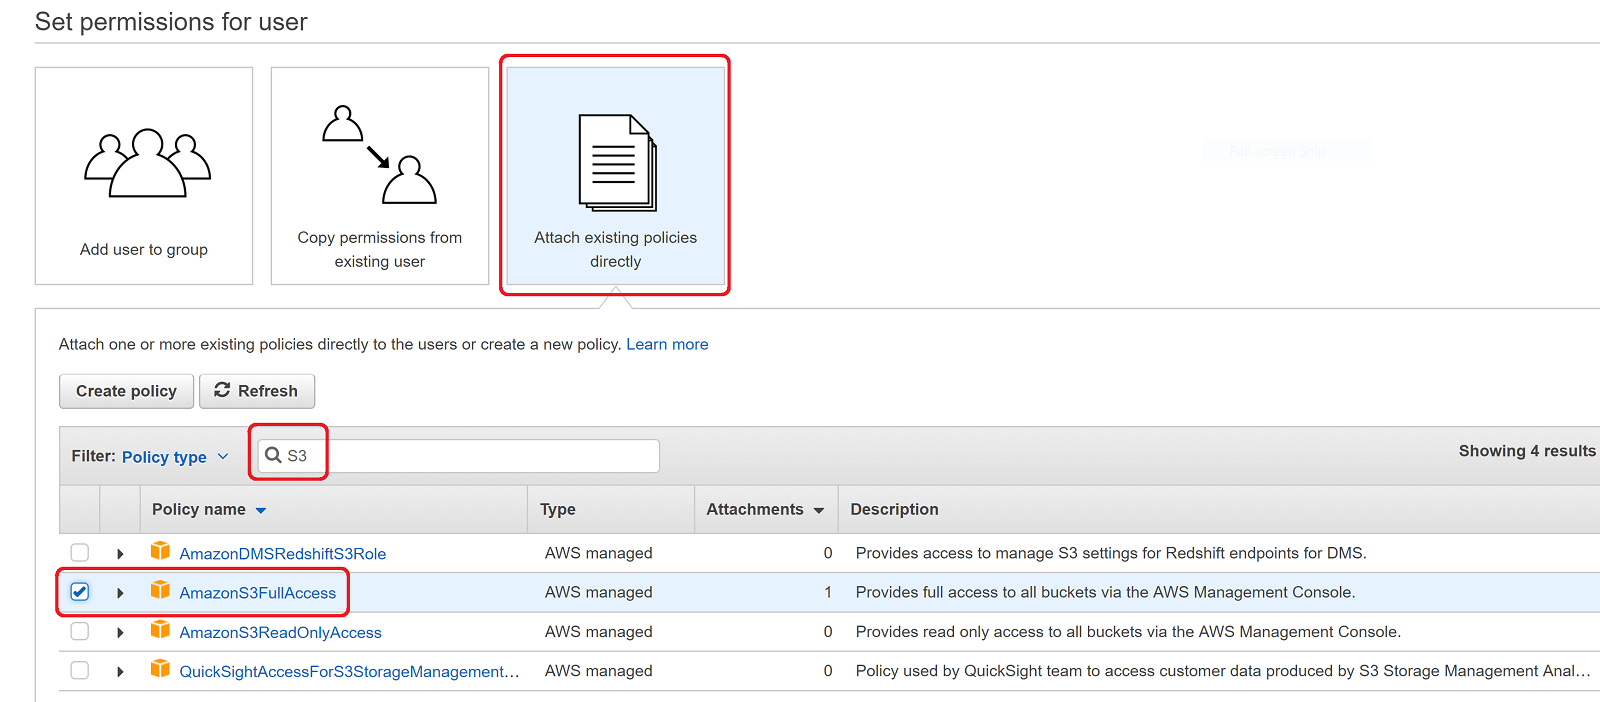 Set permissions for user
Add user to group
Copy permissions from
existing user
Attach existing policies
directly
Full-screen Snip
Attach one or more existing policies directly to the users or create a new policy. Learn more
Create policy Refresh
Filter: Policy type S3 Showing 4 results
Policy name Type Attachments Description
AmazonDMSRedshiftS3Role AWS managed 0 Provides access to manage S3 settings for Redshift endpoints for DMS.
AmazonS3FullAccess AWS managed 1 Provides full access to all buckets via the AWS Management Console.
AmazonS3ReadOnlyAccess AWS managed 0 Provides read only access to all buckets via the AWS Management Console.
QuickSightAccessForS3StorageManagement... AWS managed 0 Policy used by QuickSight team to access customer data produced by S3 Storage Management Anal...